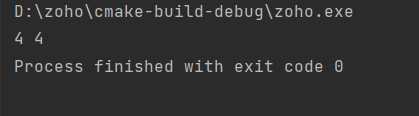 D:\zoho\cmake-build-debug\zoho.exe
4 4
Process finished with exit code 0